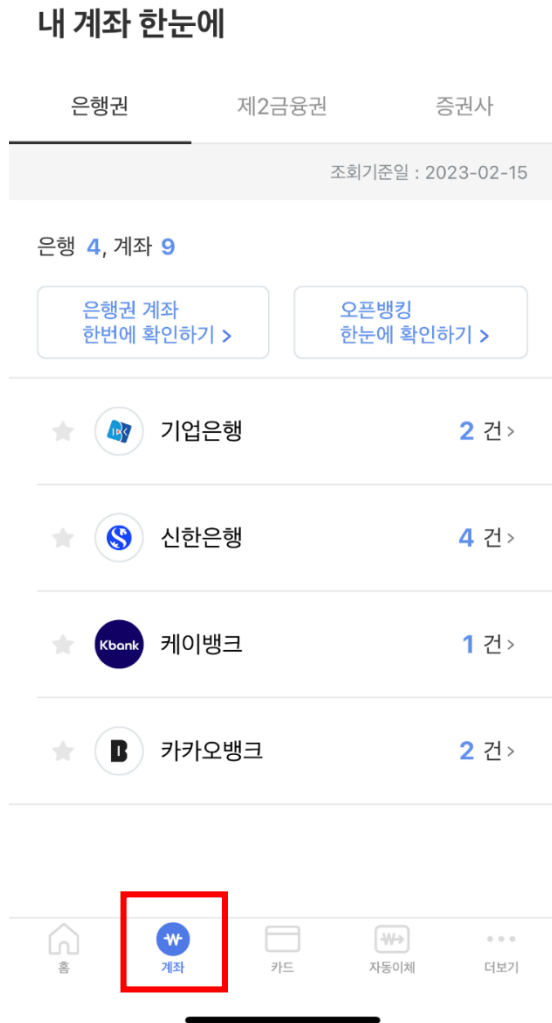 내 계좌 한눈에
은행권 제2금융권 증권사
조회기준일 : 2023-02-15
은행 4, 계좌 9
은행권 계좌
한번에 확인하기 >
오픈뱅킹
한눈에 확인하기 >
기업은행 2 건 >
신한은행 4 건 >
Kbank 케이뱅크 1 건 >
카카오뱅크 2 건 >
홈 계좌 카드 자동이체 더보기